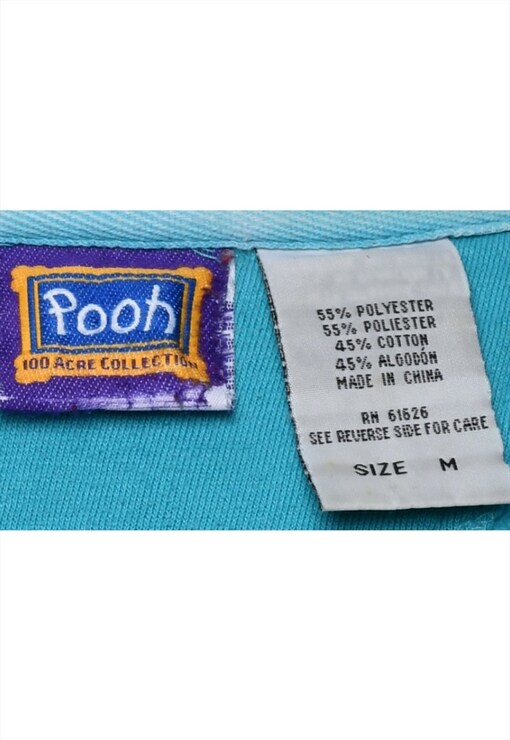 Pooh
100 ACRE COLLECTION
55% POLYESTER
55% POLIESTER
45% COTTON
45% ALGODÓN
MADE IN CHINA
RN 61626
SEE REVERSE SIDE FOR CARE
SIZE M